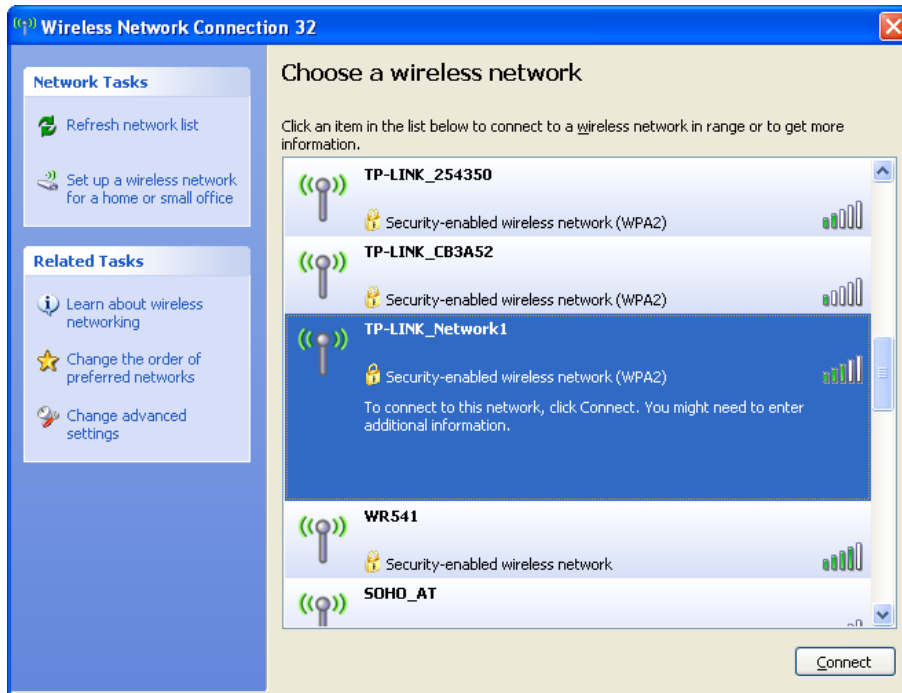 Wireless Network Connection 32
Network Tasks
Refresh network list
Set up a wireless network
for a home or small office
Related Tasks
Learn about wireless
networking
Change the order of
preferred networks
Change advanced
settings
Choose a wireless network
Click an item in the list below to connect to a wireless network in range or to get more
information.
TP-LINK_254350
Security-enabled wireless network (WPA2)
TP-LINK_CB3A52
Security-enabled wireless network (WPA2)
TP-LINK_Network1
Security-enabled wireless network (WPA2)
To connect to this network, click Connect. You might need to enter
additional information.
WR541
Security-enabled wireless network
SOHO_AT
Connect